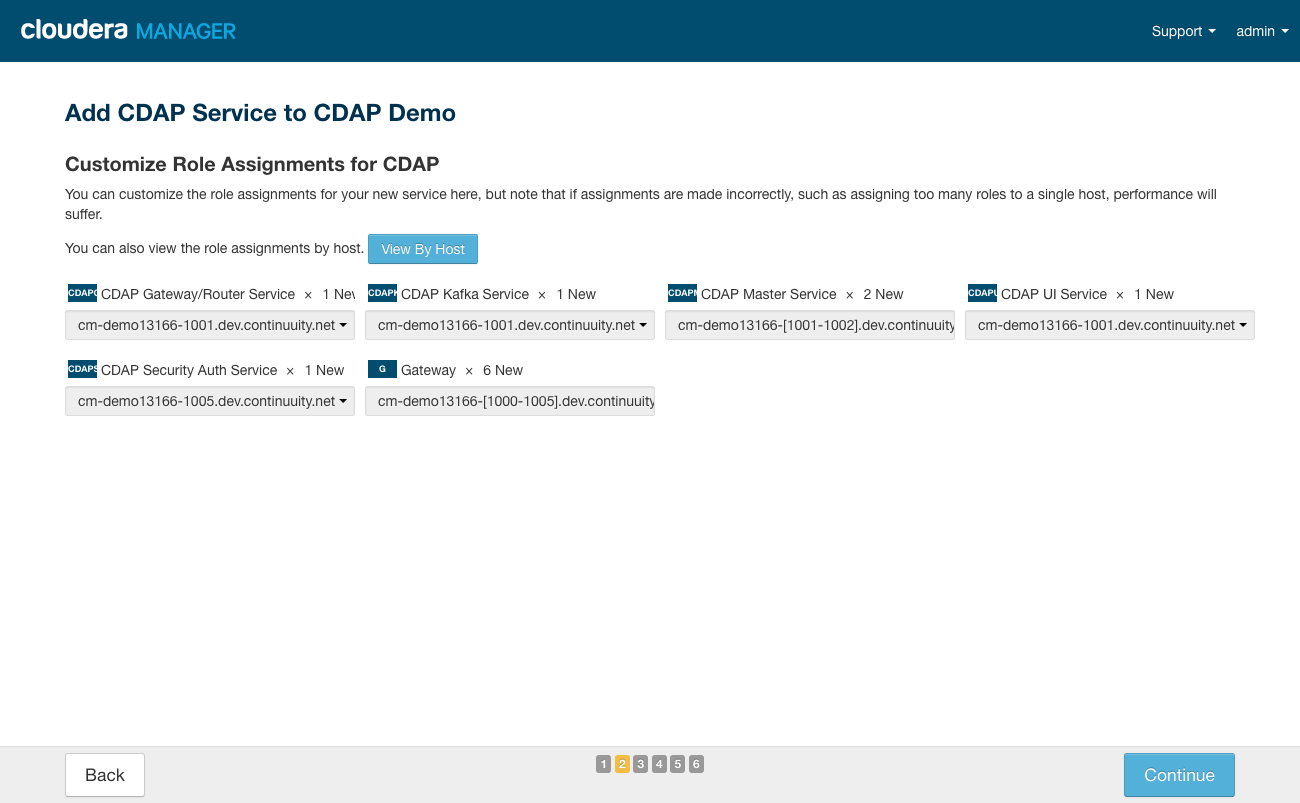 cloudera MANAGER
Support
admin
Add CDAP Service to CDAP Demo
Customize Role Assignments for CDAP
You can customize the role assignments for your new service here, but note that if assignments are made incorrectly, such as assigning too many roles to a single host, performance will
suffer.
You can also view the role assignments by host. View By Host
CDAPG CDAP Gateway/Router Service × 1 New
CDAPK CDAP Kafka Service × 1 New
CDAPM CDAP Master Service × 2 New
CDAPU CDAP UI Service × 1 New
cm-demo13166-1001.dev.continuuity.net
cm-demo13166-1001.dev.continuuity.net
cm-demo13166-[1001-1002].dev.continuuity
cm-demo13166-1001.dev.continuuity.net
CDAPS CDAP Security Auth Service × 1 New
G Gateway × 6 New
cm-demo13166-1005.dev.continuuity.net
cm-demo13166-[1000-1005].dev.continuuity
Back
1 2 3 4 5 6
Continue